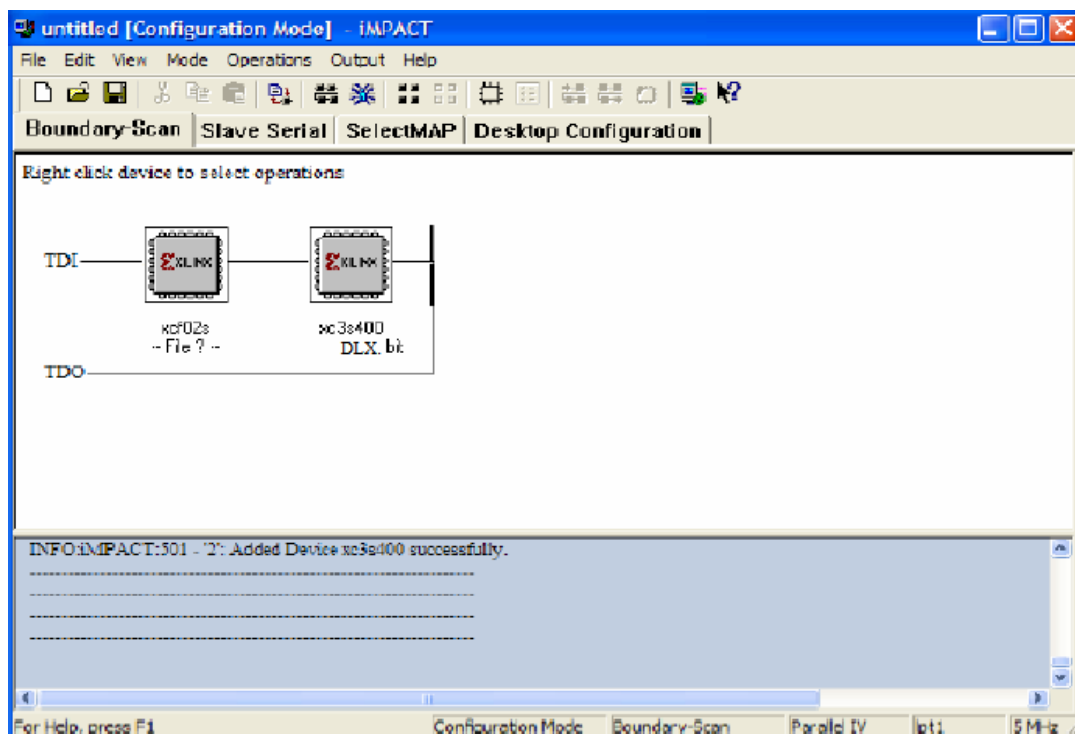 untitled [Configuration Mode] - iMPACT
File Edit View Mode Operations Output Help
Boundary-Scan Slave Serial SelectMAP Desktop Configuration
Right click device to select operations
TDI
XILINX XILINX
xcf02s xc3s400
-- File ? -- DLX. bit
TDO
INFO:iMPACT:501 - '2': Added Device xc3s400 successfully.
----------------------------------------------------------------------
----------------------------------------------------------------------
----------------------------------------------------------------------
----------------------------------------------------------------------
For Help, press F1 Configuration Mode Boundary-Scan Parallel IV lpt1 5 MHz